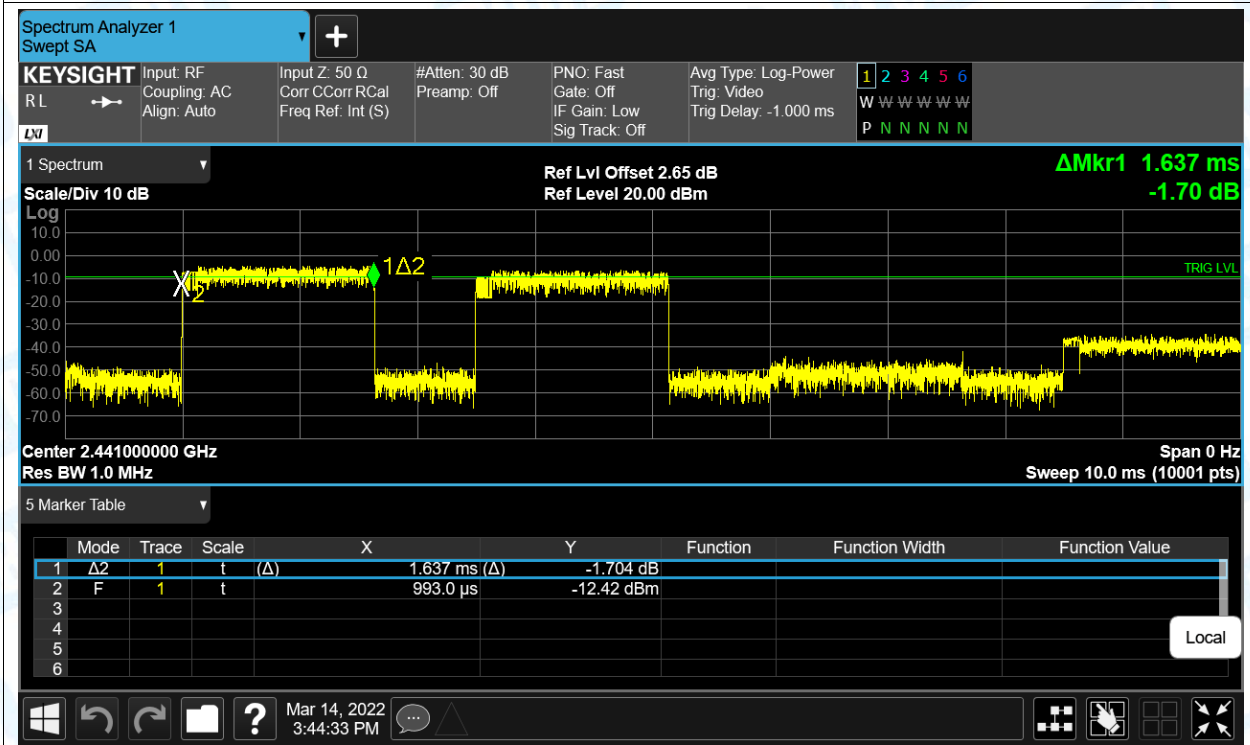 Spectrum Analyzer 1
Swept SA
KEYSIGHT
R L
LXI
Input: RF
Coupling: AC
Align: Auto
Input Z: 50 Ω
Corr CCorr RCal
Freq Ref: Int (S)
#Atten: 30 dB
Preamp: Off
PNO: Fast
Gate: Off
IF Gain: Low
Sig Track: Off
Avg Type: Log-Power
Trig: Video
Trig Delay: -1.000 ms
1 2 3 4 5 6
W W W W W W
P N N N N N
1 Spectrum
Scale/Div 10 dB
Ref Lvl Offset 2.65 dB
Ref Level 20.00 dBm
ΔMkr1 1.637 ms
-1.70 dB
Log
10.0
0.00
-10.0
-20.0
-30.0
-40.0
-50.0
-60.0
-70.0
X2
1Δ2
TRIG LVL
Center 2.441000000 GHz
Res BW 1.0 MHz
Span 0 Hz
Sweep 10.0 ms (10001 pts)
5 Marker Table
Mode Trace Scale X Y Function Function Width Function Value
1 Δ2 1 t (Δ) 1.637 ms (Δ) -1.704 dB
2 F 1 t 993.0 µs -12.42 dBm
3
4
5
6
Local
?
Mar 14, 2022
3:44:33 PM